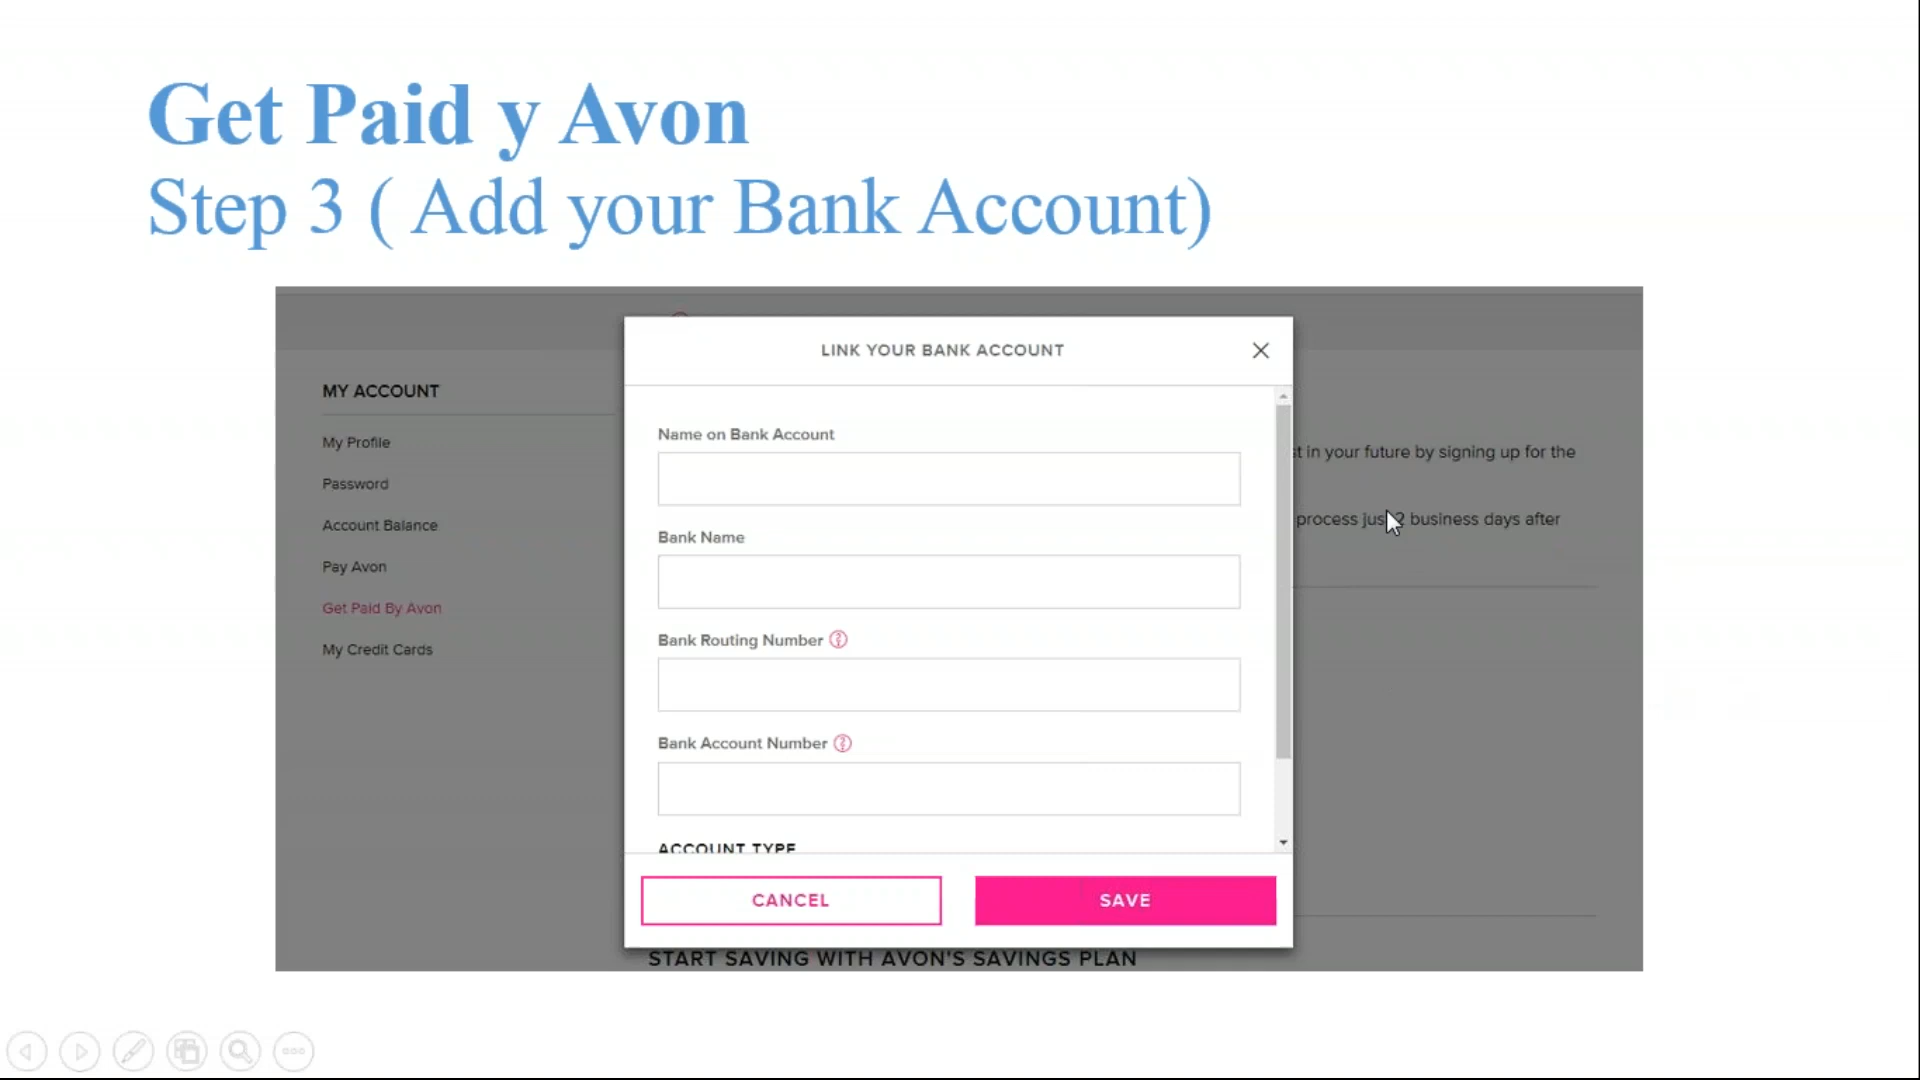 Get Paid y Avon
Step 3 ( Add your Bank Account)
LINK YOUR BANK ACCOUNT
MY ACCOUNT
My Profile
Password
Account Balance
Pay Avon
Get Paid By Avon
My Credit Cards
Name on Bank Account
Bank Name
Bank Routing Number
Bank Account Number
ACCOUNT TYPE
CANCEL
SAVE
st in your future by signing up for the
process just 2 business days after
START SAVING WITH AVON'S SAVINGS PLAN